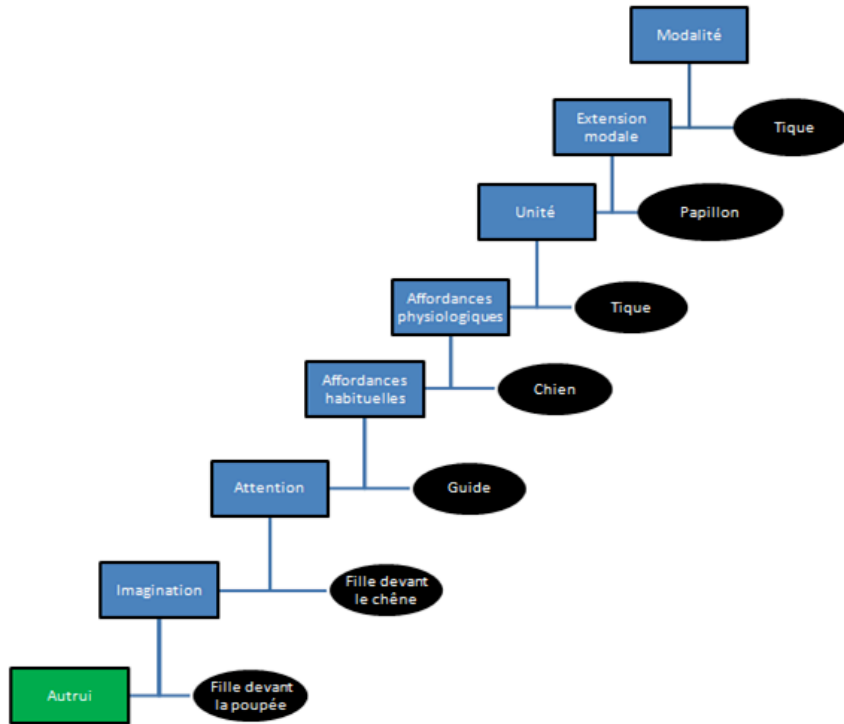 Modalité
Extension
modale
Tique
Unité
Papillon
Affordances
physiologiques
Tique
Affordances
habituelles
Chien
Attention
Guide
Imagination
Fille devant
le chêne
Autrui
Fille devant
la poupée